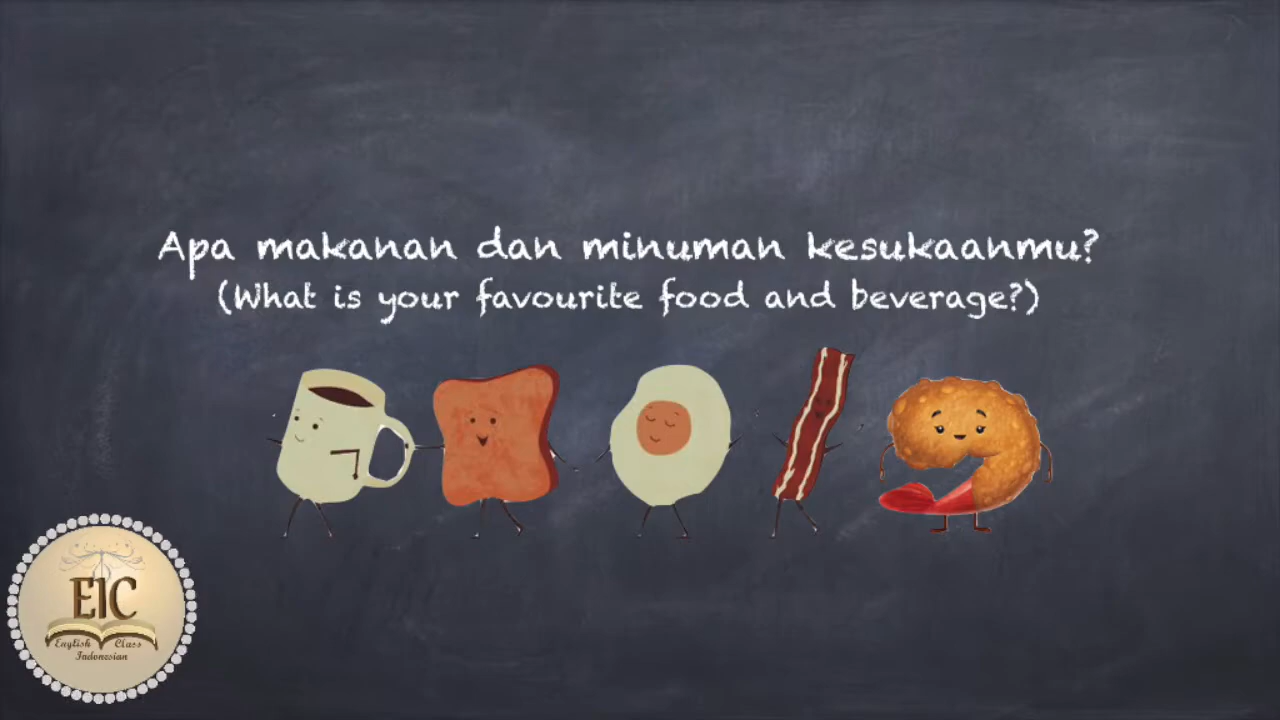 Apa makanan dan minuman kesukaanmu?
(What is your favourite food and beverage?)
EIC
English Class
Indonesian